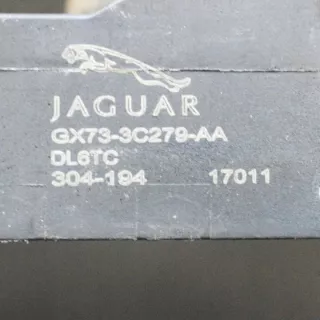 JAGUAR
GX73-3C279-AA
DL6TC
304-194 17011